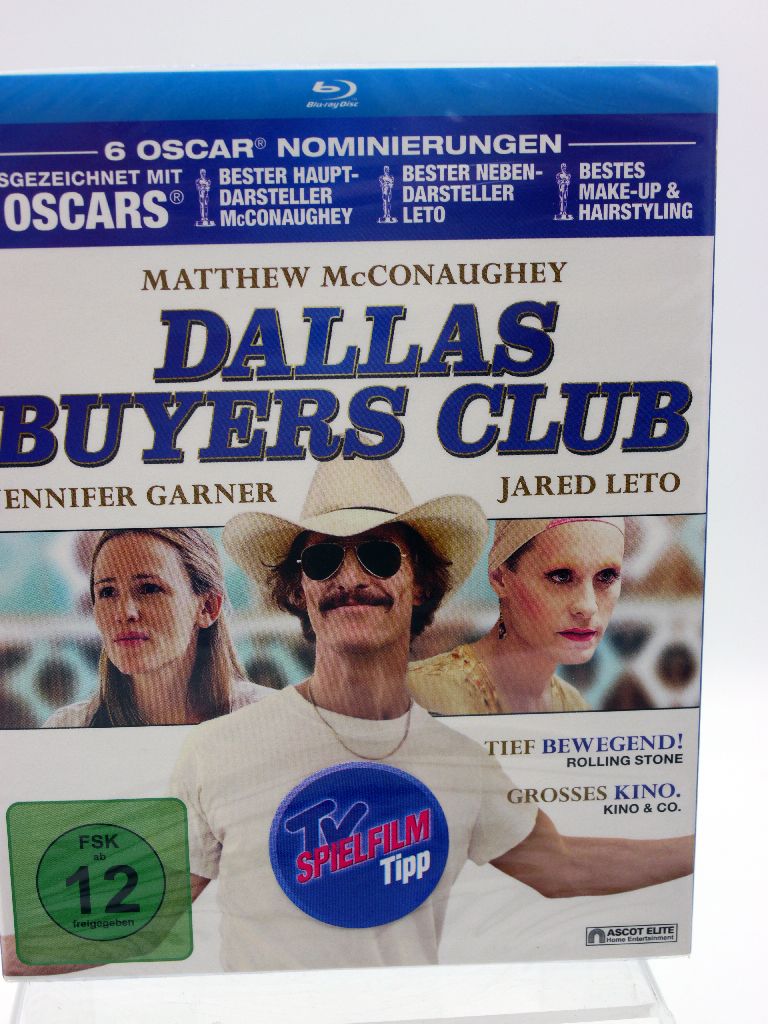 Blu-ray Disc
6 OSCAR® NOMINIERUNGEN
SGEZEICHNET MIT
OSCARS®
BESTER HAUPT-
DARSTELLER
McCONAUGHEY
BESTER NEBEN-
DARSTELLER
LETO
BESTES
MAKE-UP &
HAIRSTYLING
MATTHEW McCONAUGHEY
DALLAS
BUYERS CLUB
JENNIFER GARNER
JARED LETO
TIEF BEWEGEND!
ROLLING STONE
GROSSES KINO.
KINO & CO.
TV
SPIELFILM
Tipp
FSK
ab
12
freigegeben
ASCOT ELITE
Home Entertainment